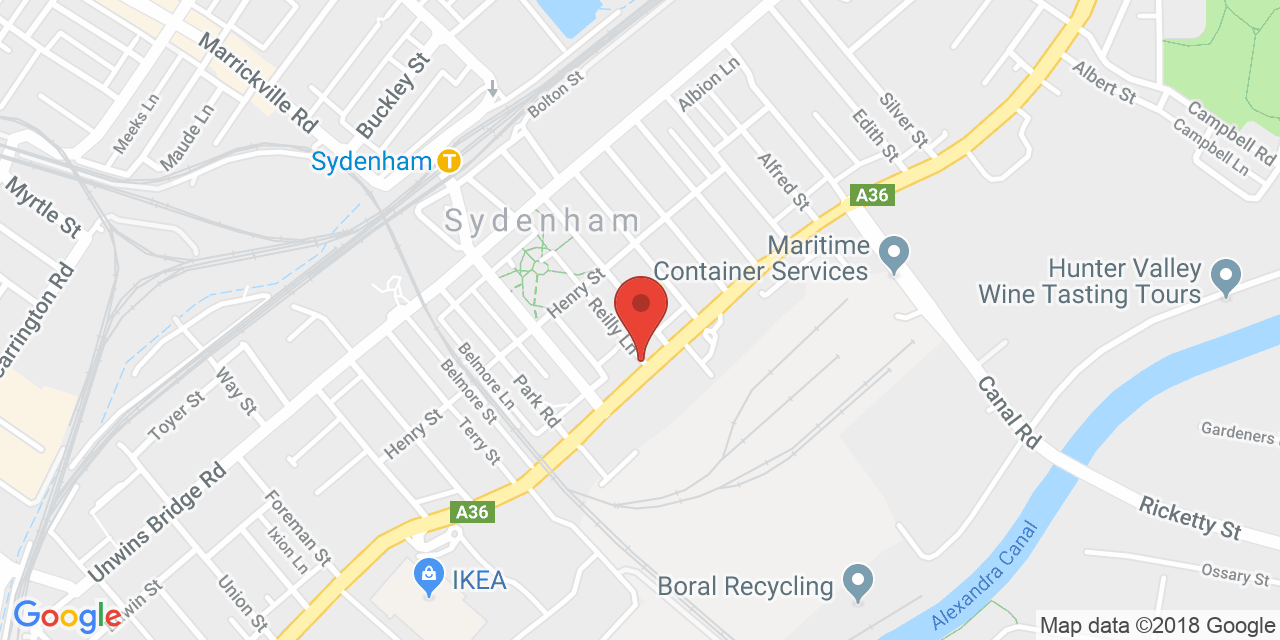 Marrickville Rd
Buckley St
Bolton St
Meeks Ln
Maude Ln
Albion Ln
Silver St
Edith St
Albert St
Campbell Rd
Campbell Ln
Sydenham
T
Alfred St
A36
Myrtle St
Sydenham
Maritime
Container Services
Hunter Valley
Wine Tasting Tours
Carrington Rd
Henry St
Reilly Ln
Belmore Ln
Belmore St
Park Rd
Way St
Toyer St
Henry St
Terry St
Canal Rd
Gardeners
Unwins Bridge Rd
A36
Foreman St
Ixion Ln
Ricketty St
Ossary St
IKEA
Boral Recycling
Alexandra Canal
Union St
Google
Map data ©2018 Google